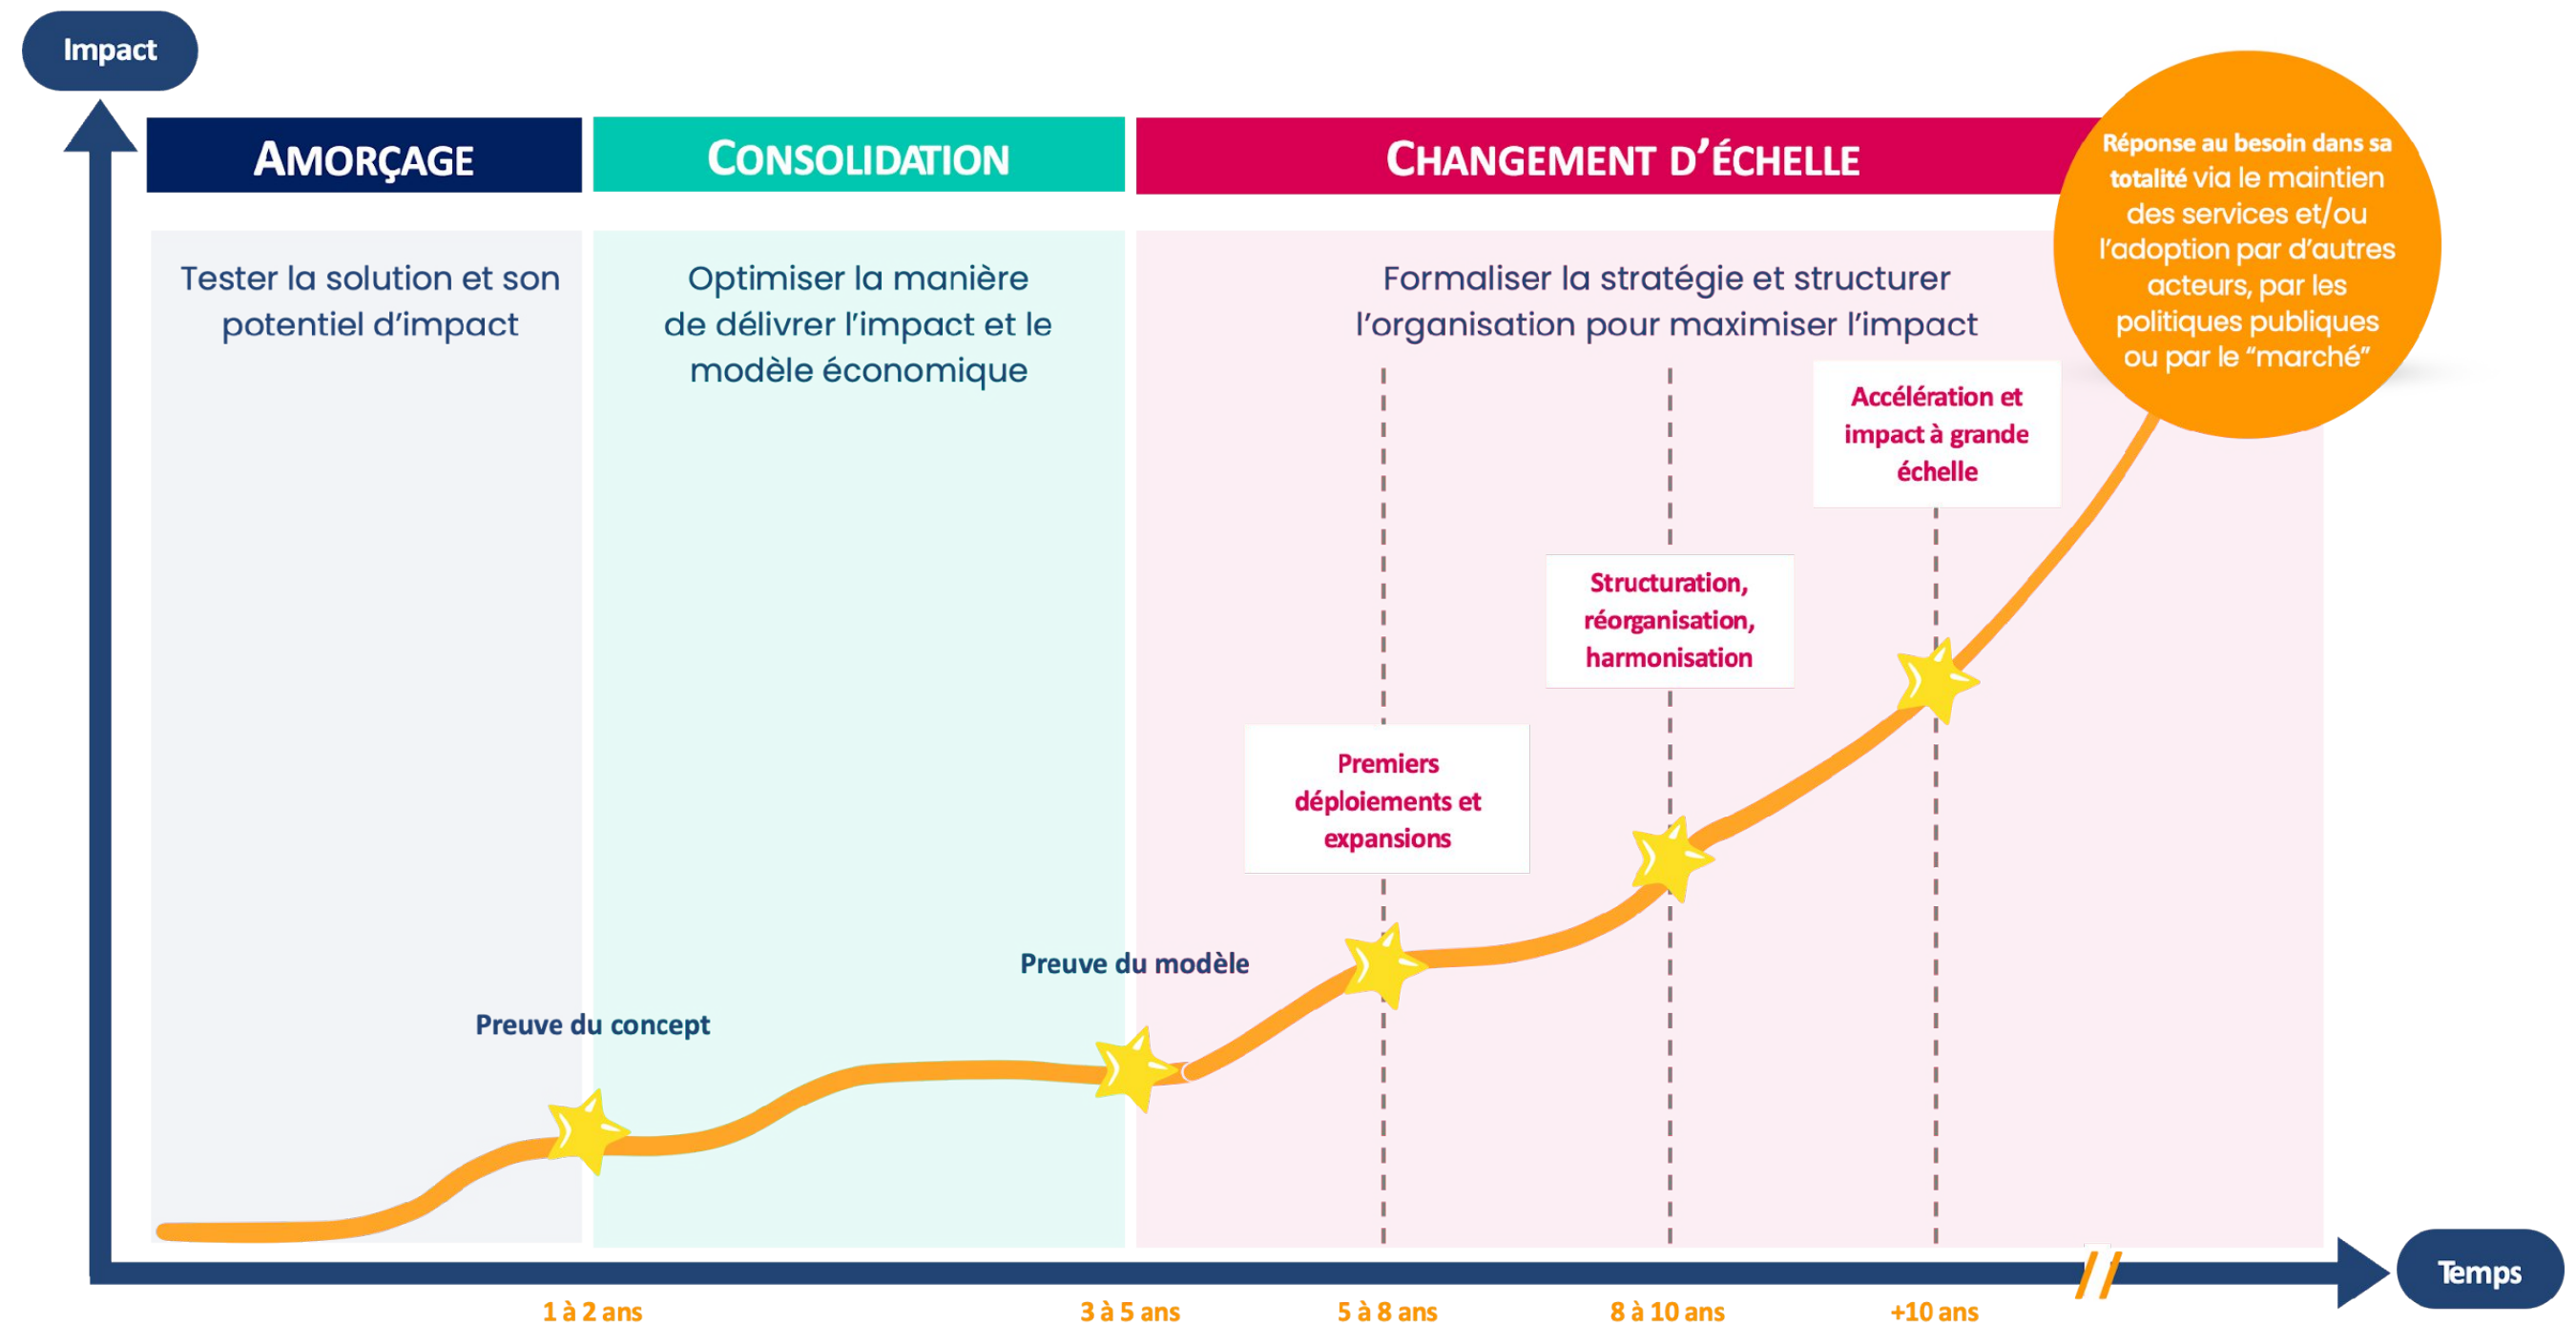 Impact
AMORÇAGE
CONSOLIDATION
CHANGEMENT D'ÉCHELLE
Tester la solution et son
potentiel d'impact
Optimiser la manière
de délivrer l'impact et le
modèle économique
Formaliser la stratégie et structurer
l'organisation pour maximiser l'impact
Réponse au besoin dans sa
totalité via le maintien
des services et/ou
l'adoption par d'autres
acteurs, par les
politiques publiques
ou par le “marché”
Accélération et
impact à grande
échelle
Structuration,
réorganisation,
harmonisation
Premiers
déploiements et
expansions
Preuve du modèle
Preuve du concept
Temps
1 à 2 ans
3 à 5 ans
5 à 8 ans
8 à 10 ans
+10 ans